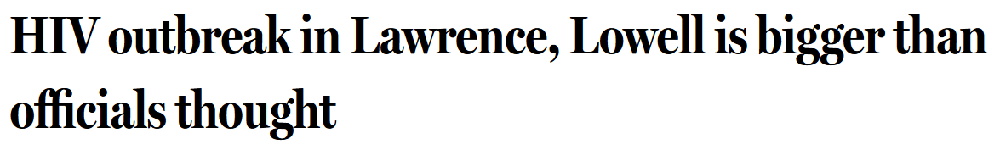 HIV outbreak in Lawrence, Lowell is bigger than
officials thought